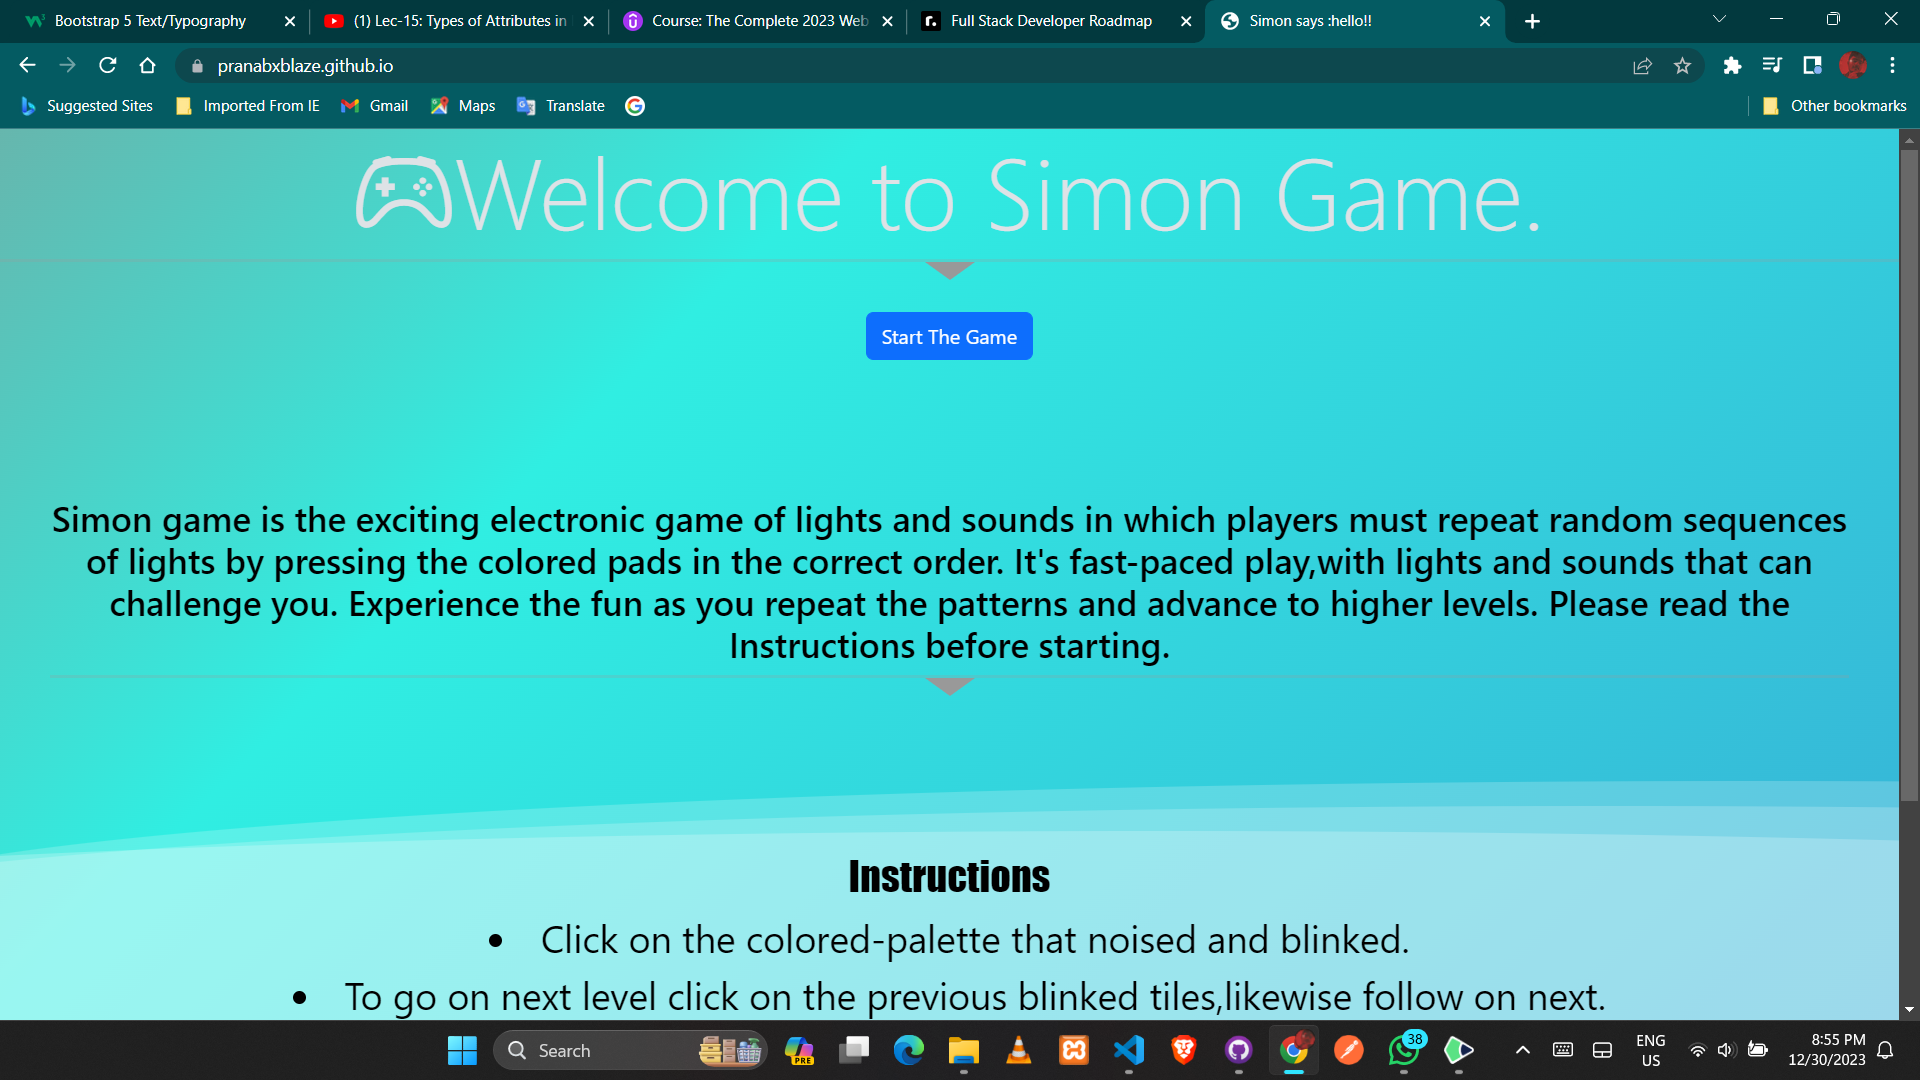 Bootstrap 5 Text/Typography
(1) Lec-15: Types of Attributes in
Course: The Complete 2023 Web
Full Stack Developer Roadmap
Simon says :hello!!
pranabxblaze.github.io
Suggested Sites
Imported From IE
Gmail
Maps
Translate
Other bookmarks
Welcome to Simon Game.
Start The Game
Simon game is the exciting electronic game of lights and sounds in which players must repeat random sequences
of lights by pressing the colored pads in the correct order. It's fast-paced play,with lights and sounds that can
challenge you. Experience the fun as you repeat the patterns and advance to higher levels. Please read the
Instructions before starting.
Instructions
• Click on the colored-palette that noised and blinked.
• To go on next level click on the previous blinked tiles,likewise follow on next.
Search
PRE
38
ENG
US
8:55 PM
12/30/2023